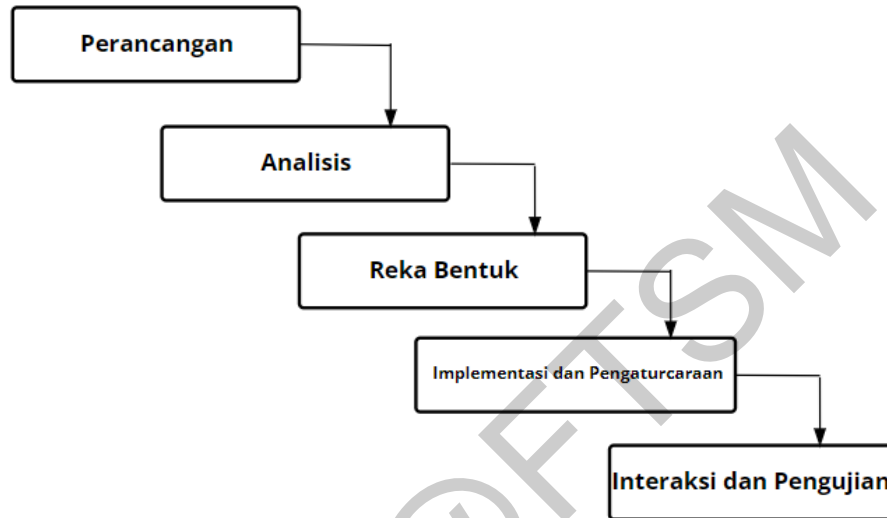 Perancangan
Analisis
Reka Bentuk
Implementasi dan Pengaturcaraan
Interaksi dan Pengujian
@FTSM